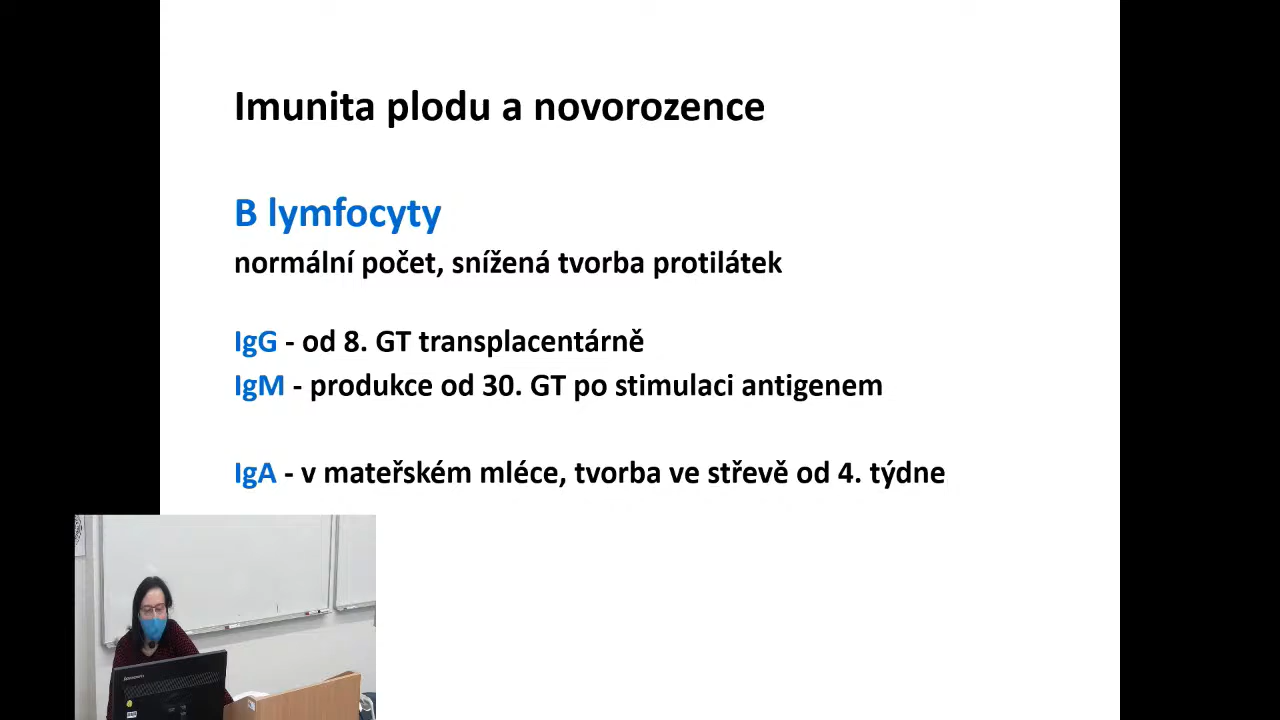 Imunita plodu a novorozence
B lymfocyty
normální počet, snížená tvorba protilátek
IgG - od 8. GT transplacentárně
IgM - produkce od 30. GT po stimulaci antigenem
IgA - v mateřském mléce, tvorba ve střevě od 4. týdne